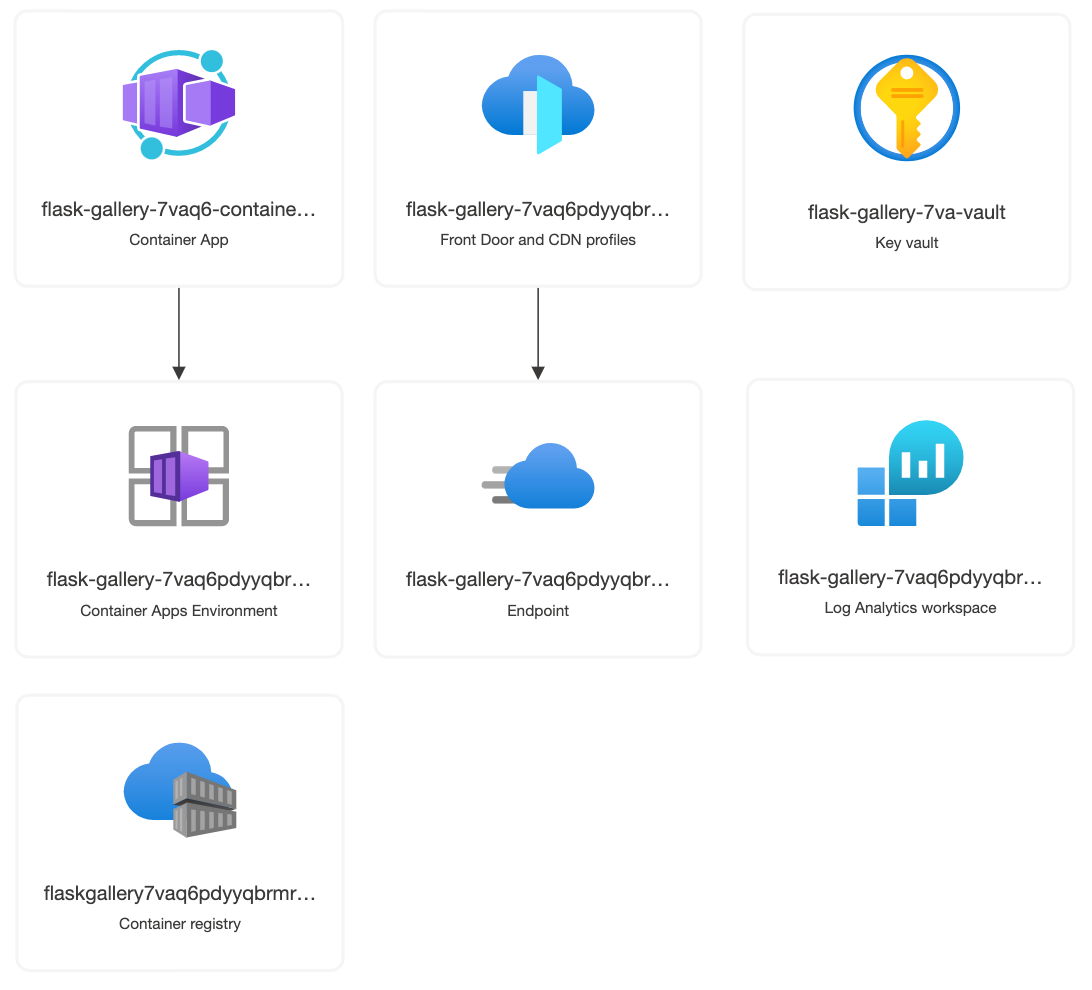 flask-gallery-7vaq6-containe...
Container App
flask-gallery-7vaq6pdyyqbr...
Front Door and CDN profiles
flask-gallery-7va-vault
Key vault
flask-gallery-7vaq6pdyyqbr...
Container Apps Environment
flask-gallery-7vaq6pdyyqbr...
Endpoint
flask-gallery-7vaq6pdyyqbr...
Log Analytics workspace
flaskgallery7vaq6pdyyqbrmr...
Container registry